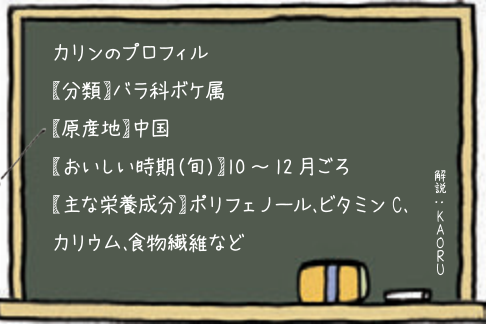 カリンのプロフィル
〖分類〗バラ科ボケ属
〖原産地〗中国
〖おいしい時期(旬)〗10 ～ 12 月ごろ
〖主な栄養成分〗ポリフェノール、ビタミン C、
カリウム、食物繊維など
解説:KAORU